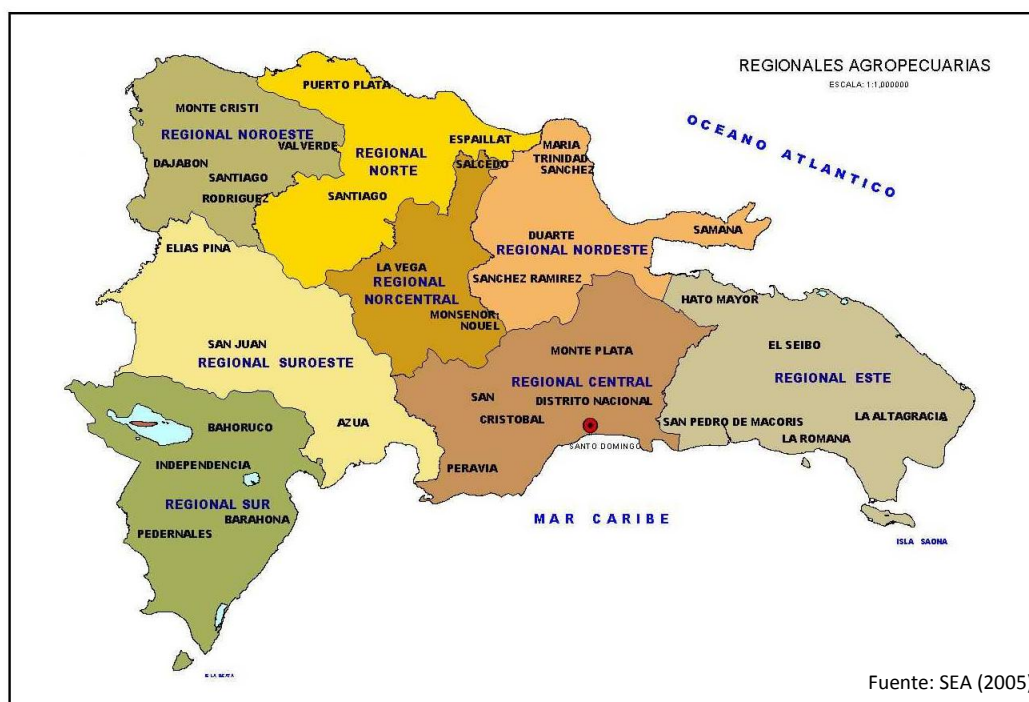 REGIONALES AGROPECUARIAS
ESCALA: 1:1,000000
OCEANO ATLANTICO
PUERTO PLATA
MONTE CRISTI
REGIONAL NOROESTE
VALVERDE
DAJABON
SANTIAGO
RODRIGUEZ
ESPAILLAT
REGIONAL
NORTE
SALCEDO
SANTIAGO
MARIA
TRINIDAD
SANCHEZ
SAMANA
DUARTE
REGIONAL NORDESTE
SANCHEZ RAMIREZ
ELIAS PINA
LA VEGA
REGIONAL
NORCENTRAL
MONSENOR-
NOUEL
HATO MAYOR
EL SEIBO
REGIONAL ESTE
SAN PEDRO DE MACORIS
LA ALTAGRACIA
LA ROMANA
SAN JUAN
REGIONAL SUROESTE
AZUA
MONTE PLATA
REGIONAL CENTRAL
SAN
CRISTOBAL
DISTRITO NACIONAL
SANTO DOMINGO
PERAVIA
BAHORUCO
INDEPENDENCIA
REGIONAL SUR
BARAHONA
PEDERNALES
MAR CARIBE
ISLA SAONA
ISLA BEATA
Fuente: SEA (2005)